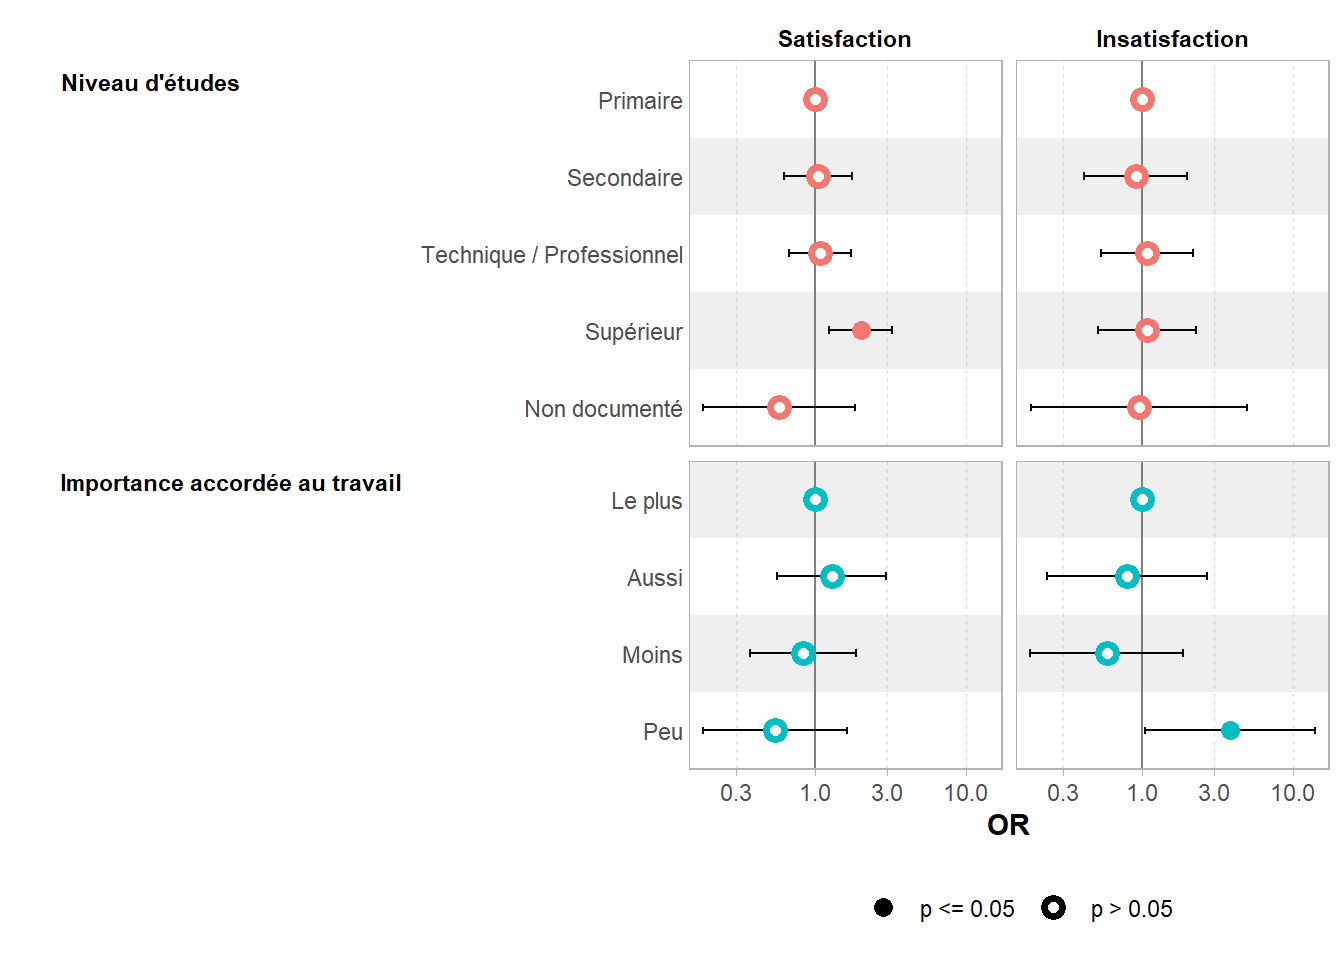 Satisfaction
Insatisfaction
Niveau d'études
Primaire
Secondaire
Technique / Professionnel
Supérieur
Non documenté
Importance accordée au travail
Le plus
Aussi
Moins
Peu
0.3 1.0 3.0 10.0 0.3 1.0 3.0 10.0
OR
p <= 0.05 p > 0.05